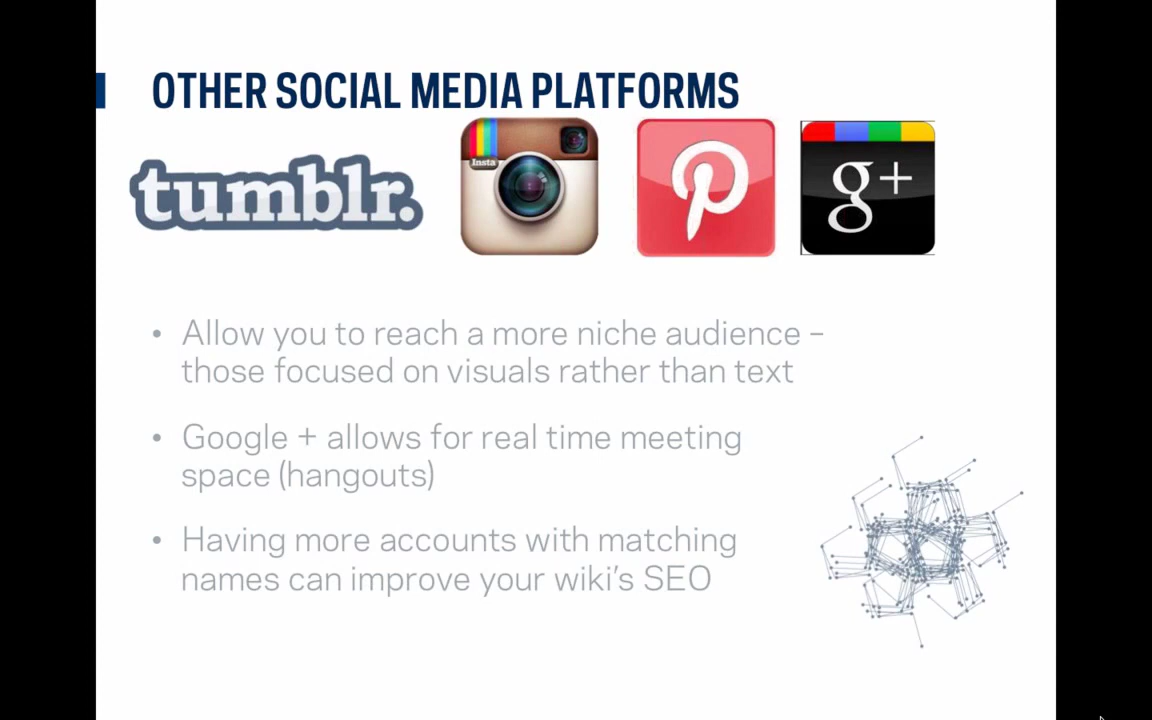 OTHER SOCIAL MEDIA PLATFORMS
tumblr.
Insta
g+
• Allow you to reach a more niche audience –
those focused on visuals rather than text
• Google + allows for real time meeting
space (hangouts)
• Having more accounts with matching
names can improve your wiki's SEO